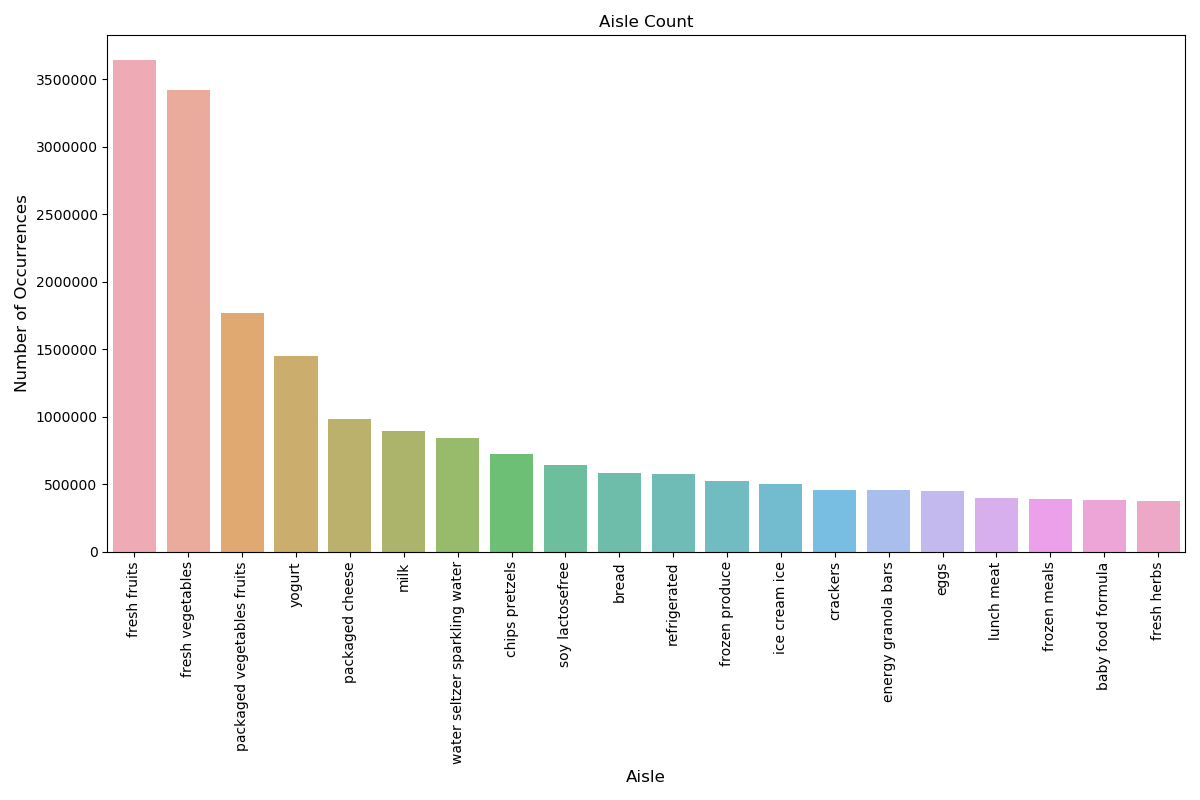 Aisle Count
Number of Occurrences
3500000
3000000
2500000
2000000
1500000
1000000
500000
0
fresh fruits
fresh vegetables
packaged vegetables fruits
yogurt
packaged cheese
milk
water seltzer sparkling water
chips pretzels
soy lactosefree
bread
refrigerated
frozen produce
ice cream ice
crackers
energy granola bars
eggs
lunch meat
frozen meals
baby food formula
fresh herbs
Aisle